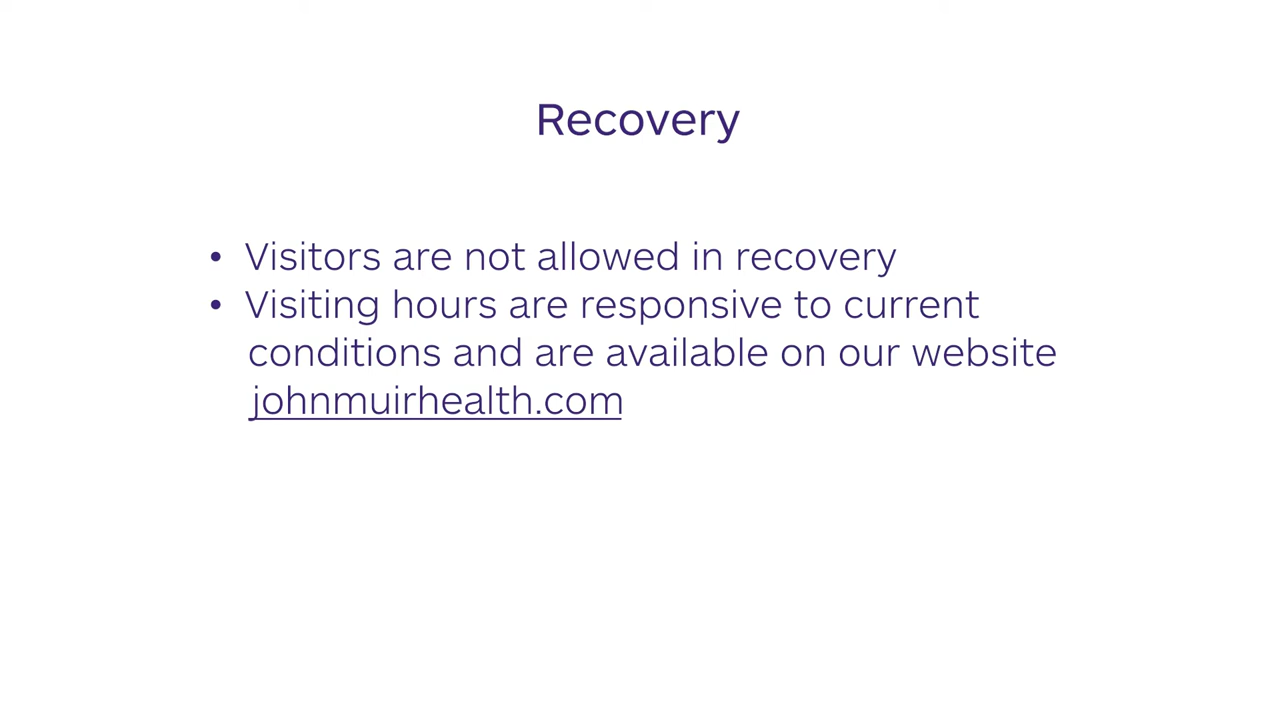 Recovery
• Visitors are not allowed in recovery
• Visiting hours are responsive to current
conditions and are available on our website
johnmuirhealth.com